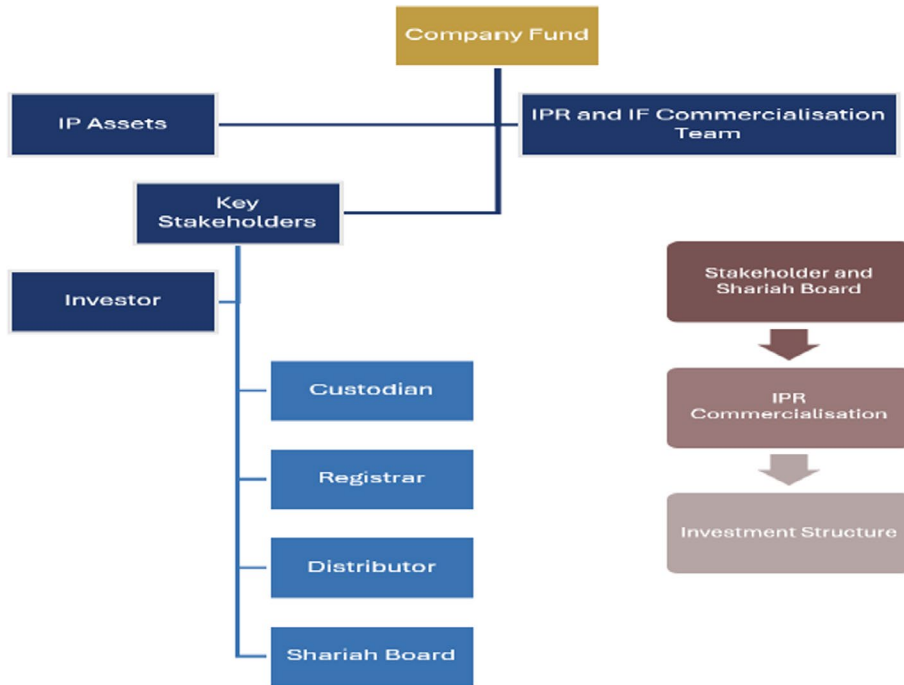 Company Fund
IP Assets
IPR and IF Commercialisation
Team
Key
Stakeholders
Investor
Custodian
Registrar
Distributor
Shariah Board
Stakeholder and
Shariah Board
IPR
Commercialisation
Investment Structure